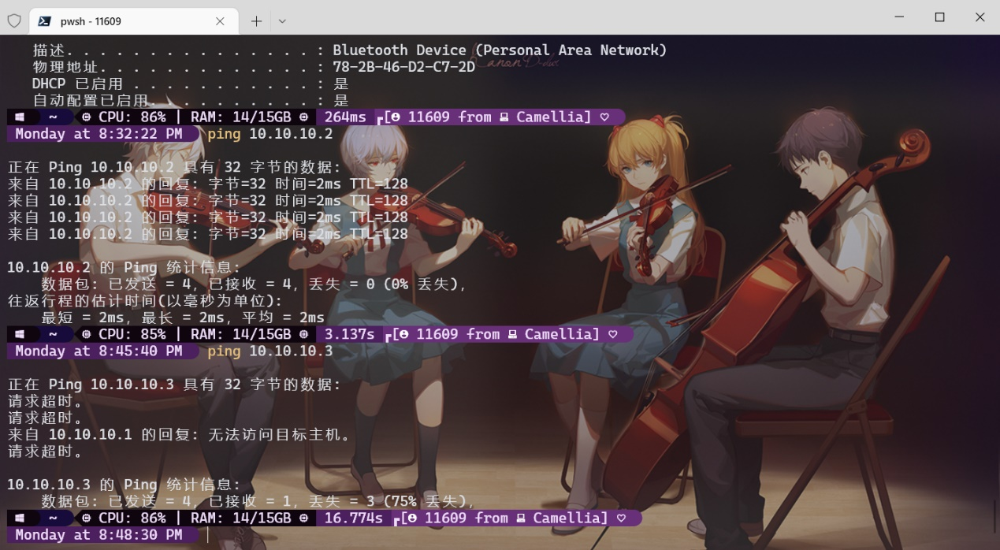 pwsh - 11609
描述. . . . . . . . . . . . . . . : Bluetooth Device (Personal Area Network)
物理地址. . . . . . . . . . . . . : 78-2B-46-D2-C7-2D
DHCP 已启用 . . . . . . . . . . . : 是
自动配置已启用. . . . . . . . . . : 是
~ CPU: 86% | RAM: 14/15GB 264ms ┏[ 11609 from Camellia] ♡
Monday at 8:32:22 PM ping 10.10.10.2
正在 Ping 10.10.10.2 具有 32 字节的数据:
来自 10.10.10.2 的回复: 字节=32 时间=2ms TTL=128
来自 10.10.10.2 的回复: 字节=32 时间=2ms TTL=128
来自 10.10.10.2 的回复: 字节=32 时间=2ms TTL=128
来自 10.10.10.2 的回复: 字节=32 时间=2ms TTL=128
10.10.10.2 的 Ping 统计信息:
数据包: 已发送 = 4, 已接收 = 4, 丢失 = 0 (0% 丢失),
往返行程的估计时间(以毫秒为单位):
最短 = 2ms, 最长 = 2ms, 平均 = 2ms
~ CPU: 85% | RAM: 14/15GB 3.137s ┏[ 11609 from Camellia] ♡
Monday at 8:45:40 PM ping 10.10.10.3
正在 Ping 10.10.10.3 具有 32 字节的数据:
请求超时。
请求超时。
来自 10.10.10.1 的回复: 无法访问目标主机。
请求超时。
10.10.10.3 的 Ping 统计信息:
数据包: 已发送 = 4, 已接收 = 1, 丢失 = 3 (75% 丢失),
~ CPU: 86% | RAM: 14/15GB 16.774s ┏[ 11609 from Camellia] ♡
Monday at 8:48:30 PM